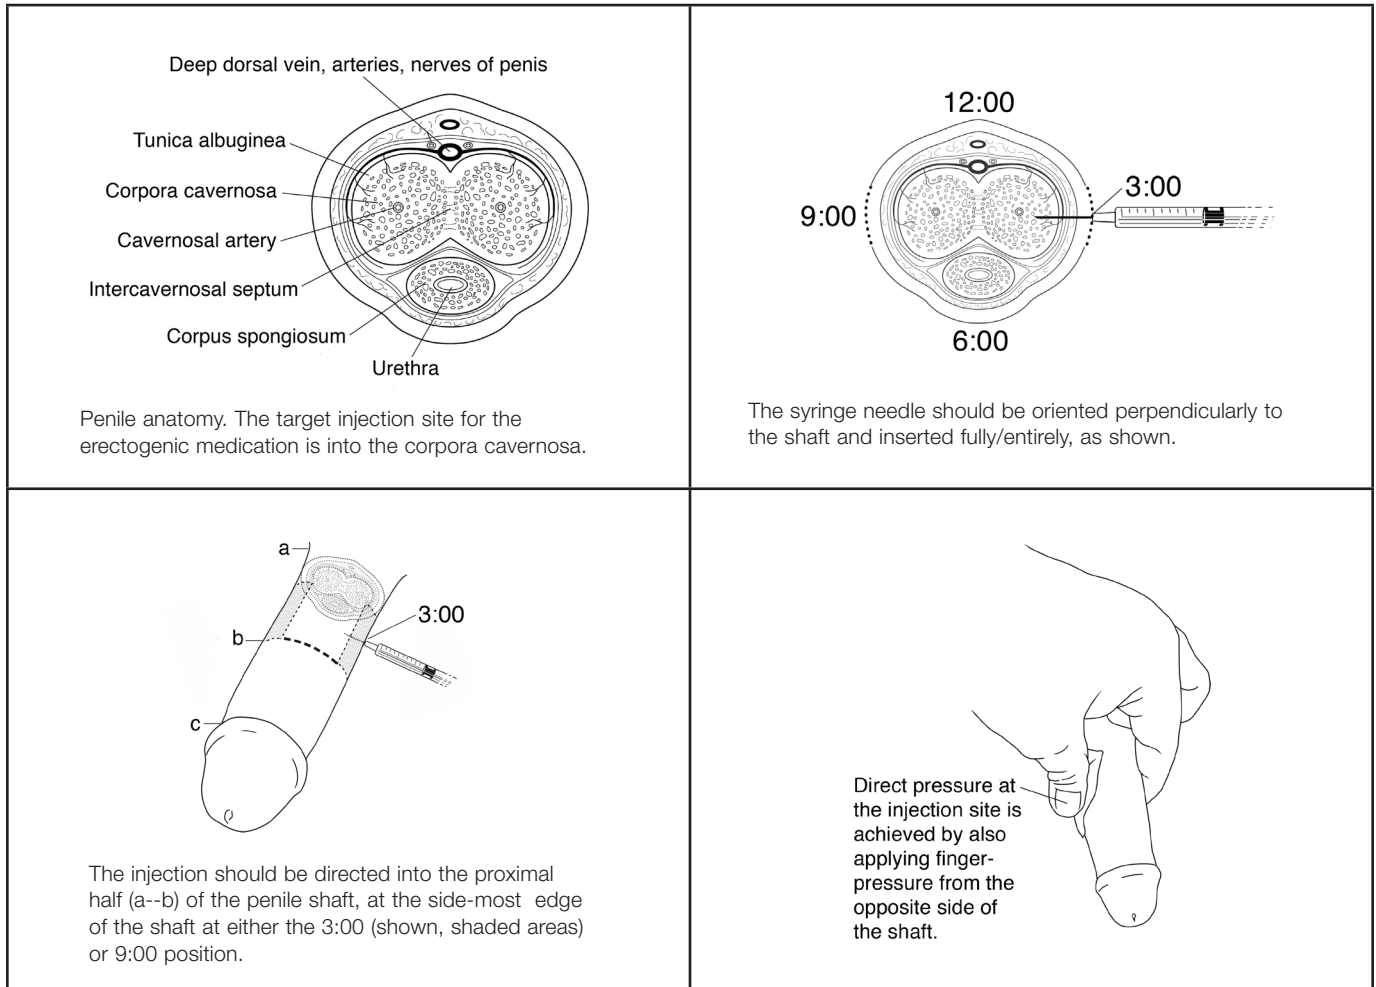 Deep dorsal vein, arteries, nerves of penis
Tunica albuginea
Corpora cavernosa
Cavernosal artery
Intercavernosal septum
Corpus spongiosum
Urethra
Penile anatomy. The target injection site for the
erectogenic medication is into the corpora cavernosa.
12:00
3:00
9:00
6:00
The syringe needle should be oriented perpendicularly to
the shaft and inserted fully/entirely, as shown.
a
3:00
b
c
The injection should be directed into the proximal
half (a--b) of the penile shaft, at the side-most edge
of the shaft at either the 3:00 (shown, shaded areas)
or 9:00 position.
Direct pressure at
the injection site is
achieved by also
applying finger-
pressure from the
opposite side of
the shaft.